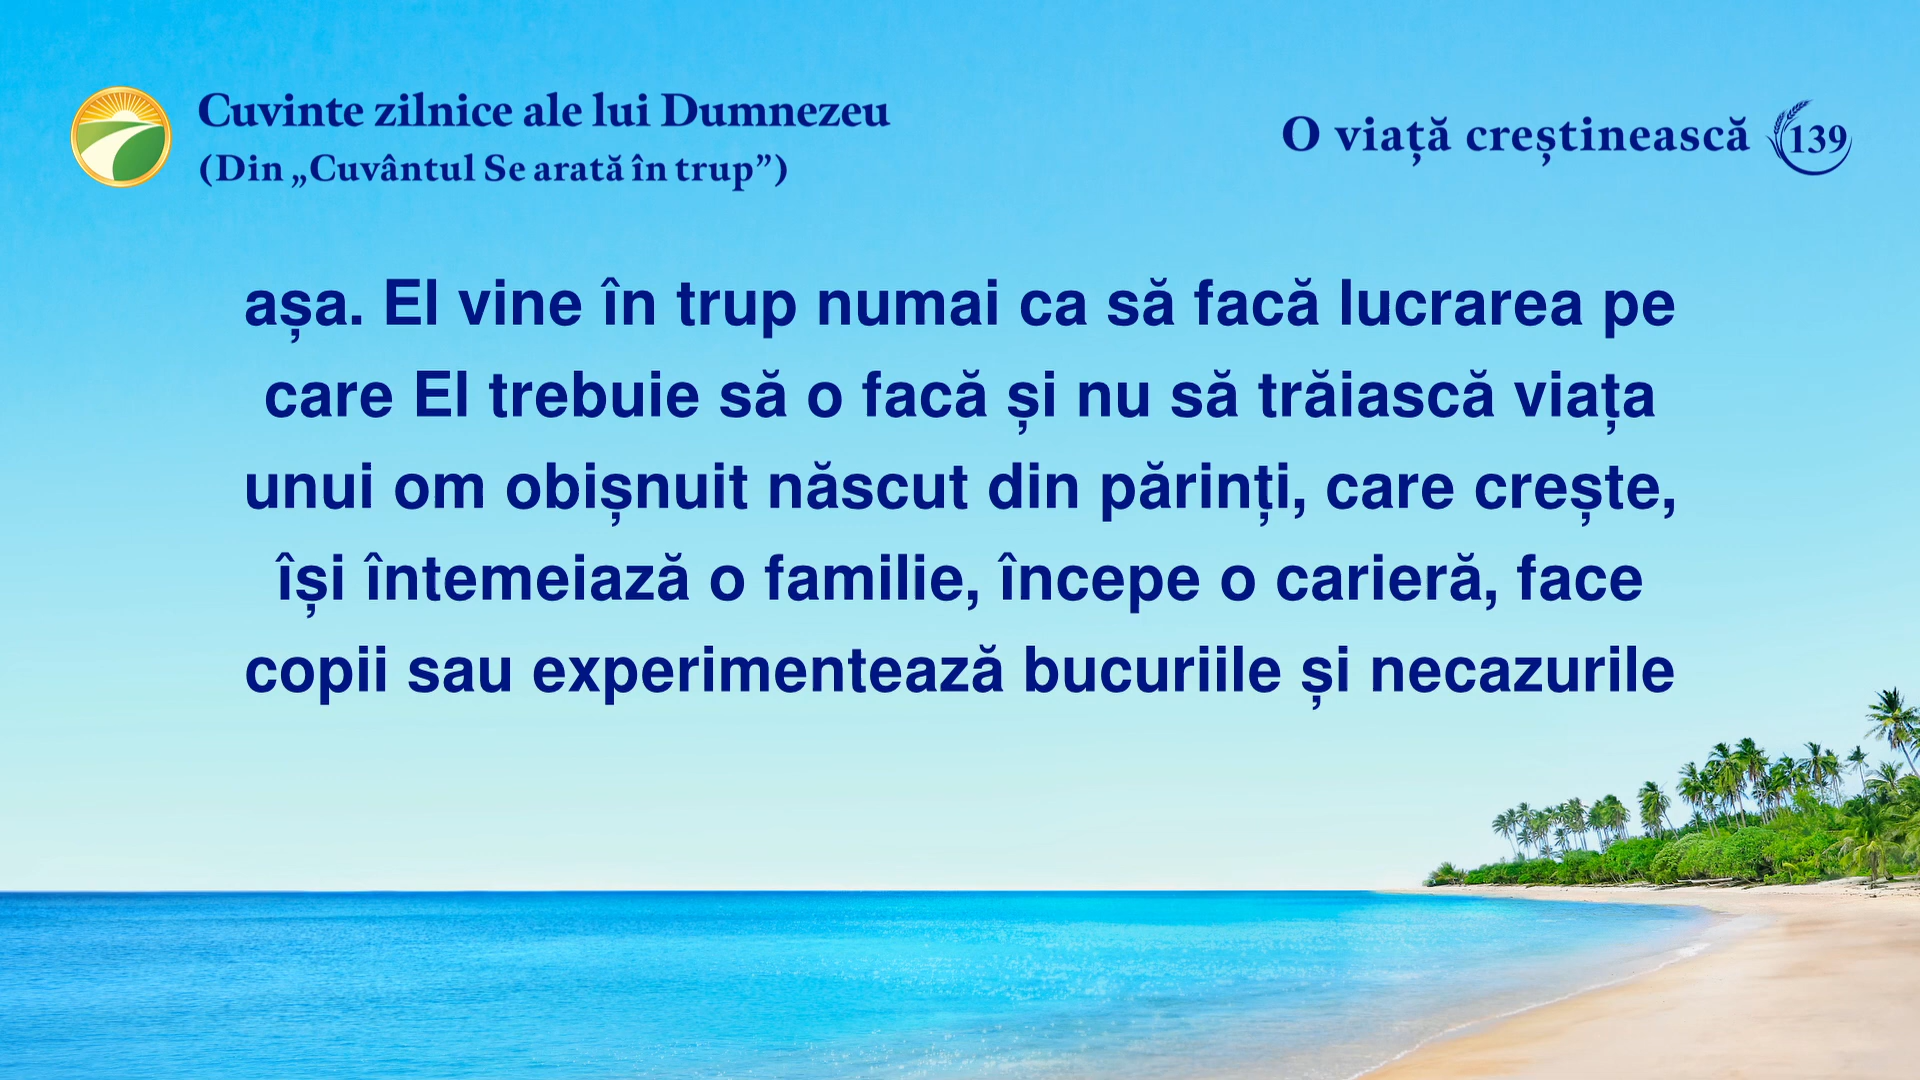 Cuvinte zilnice ale lui Dumnezeu
(Din „Cuvântul Se arată în trup”)
O viață creștinească 139
așa. El vine în trup numai ca să facă lucrarea pe
care El trebuie să o facă și nu să trăiască viața
unui om obișnuit născut din părinți, care crește,
își întemeiază o familie, începe o carieră, face
copii sau experimentează bucuriile și necazurile